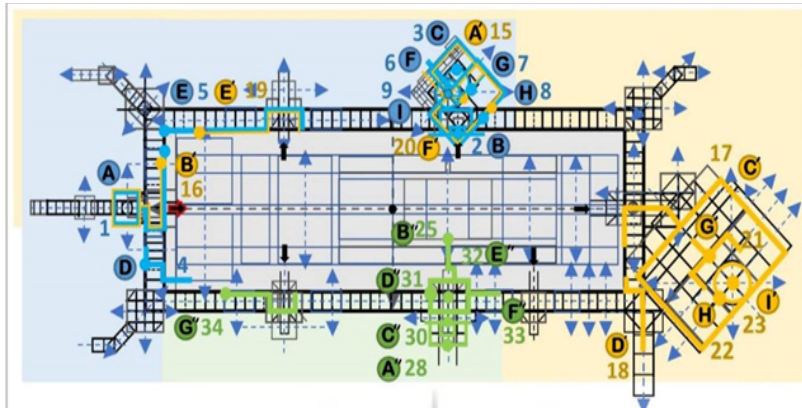 3 C A' 15
6 F G 7
E 5 E' 19 9 H 8
I
20 F' 2 B
A B' 17 C'
16
1 G' 21
B'' 25
32 E''
D 4 D'' 31 I'
H' 23
G'' 34 F''
C'' 30 33 D' 22
A'' 28 18